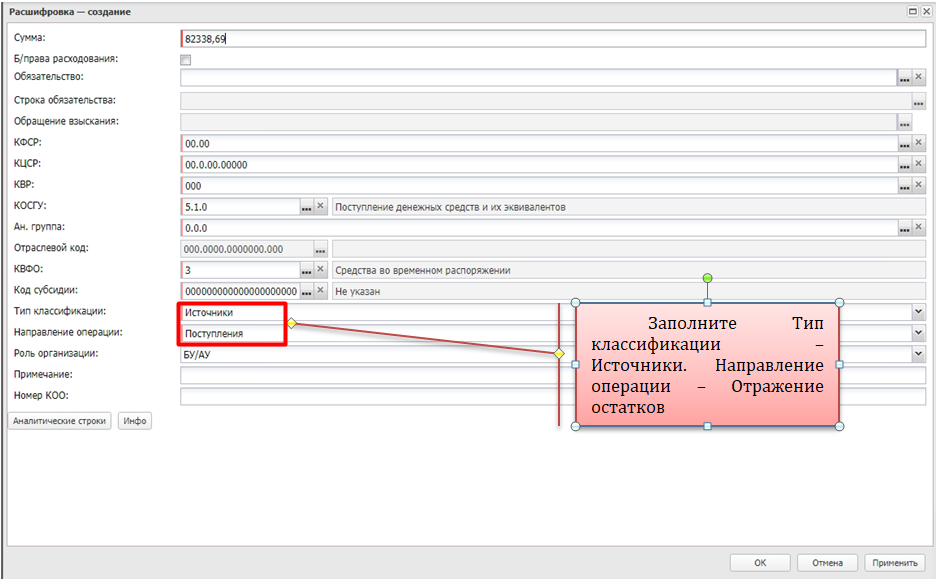 Расшифровка — создание
Сумма: 82338,69
Б/права расходования:
Обязательство: ...
Строка обязательства: ...
Обращение взыскания: ...
КФСР: 00.00 ...
КЦСР: 00.0.00.00000 ...
КВР: 000 ...
КОСГУ: 5.1.0 ... Поступление денежных средств и их эквивалентов
Ан. группа: 0.0.0 ...
Отраслевой код: 000.0000.0000000.000 ...
КВФО: 3 ... Средства во временном распоряжении
Код субсидии: 00000000000000000000 ... Не указан
Тип классификации: Источники
Направление операции: Поступления
Роль организации: БУ/АУ
Примечание:
Номер КОО:
Аналитические строки Инфо
Заполните Тип
классификации –
Источники. Направление
операции – Отражение
остатков
ОК Отмена Применить